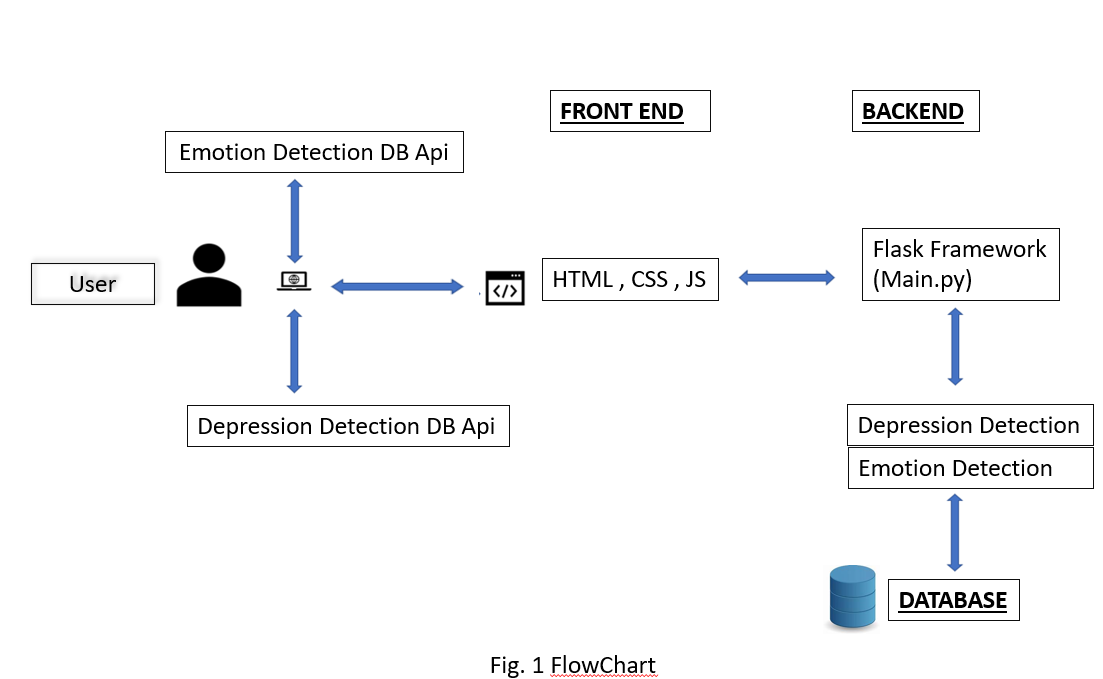 FRONT END
BACKEND
Emotion Detection DB Api
User
</>
HTML , CSS , JS
Flask Framework
(Main.py)
Depression Detection DB Api
Depression Detection
Emotion Detection
DATABASE
Fig. 1 FlowChart